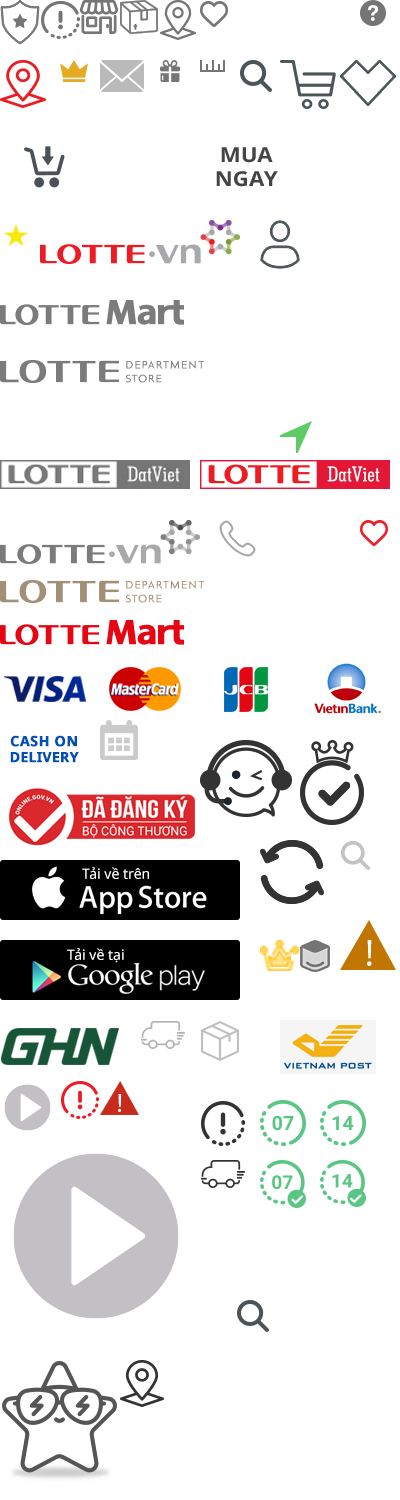 ?
MUA
NGAY
LOTTE.vn
LOTTE Mart
LOTTE DEPARTMENT
STORE
LOTTE DatViet
LOTTE DatViet
LOTTE.vn
LOTTE DEPARTMENT
STORE
LOTTE Mart
VISA
MasterCard
JCB
VietinBank.
CASH ON
DELIVERY
ONLINE.GOV.VN
ĐÃ ĐĂNG KÝ
BỘ CÔNG THƯƠNG
Tải về trên
App Store
Tải về tại
Google play
!
GHN
VIETNAM POST
!
!
!
07
14
07
14